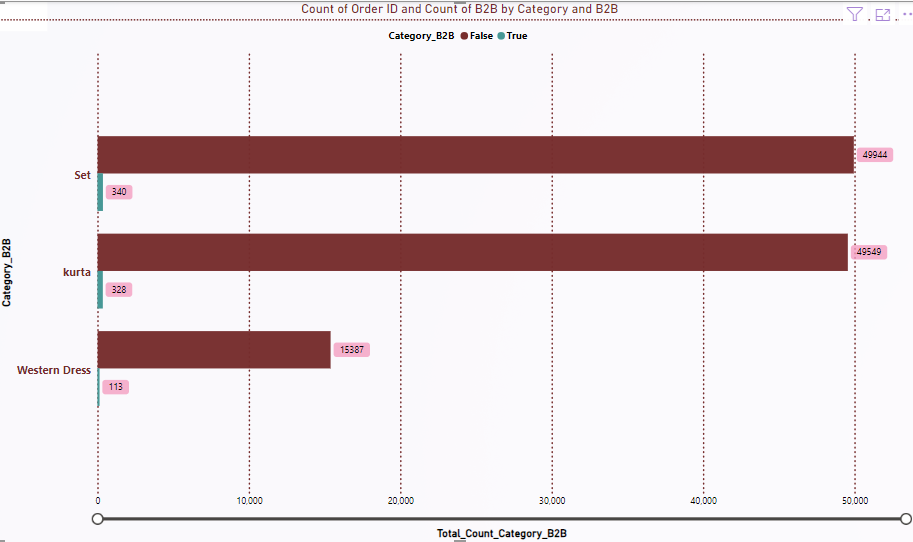 Count of Order ID and Count of B2B by Category and B2B
Category_B2B False True
Set
49944
340
kurta
49549
328
Western Dress
15387
113
Category_B2B
0 10,000 20,000 30,000 40,000 50,000
Total_Count_Category_B2B